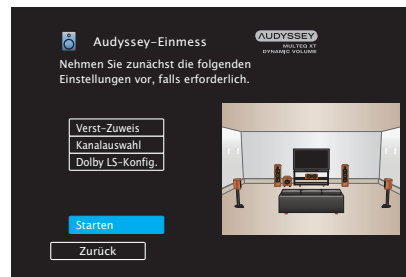 Audyssey-Einmess
AUDYSSEY
MULTEQ XT
DYNAMIC VOLUME
Nehmen Sie zunächst die folgenden
Einstellungen vor, falls erforderlich.
Verst-Zuweis
Kanalauswahl
Dolby LS-Konfig.
Starten
Zurück